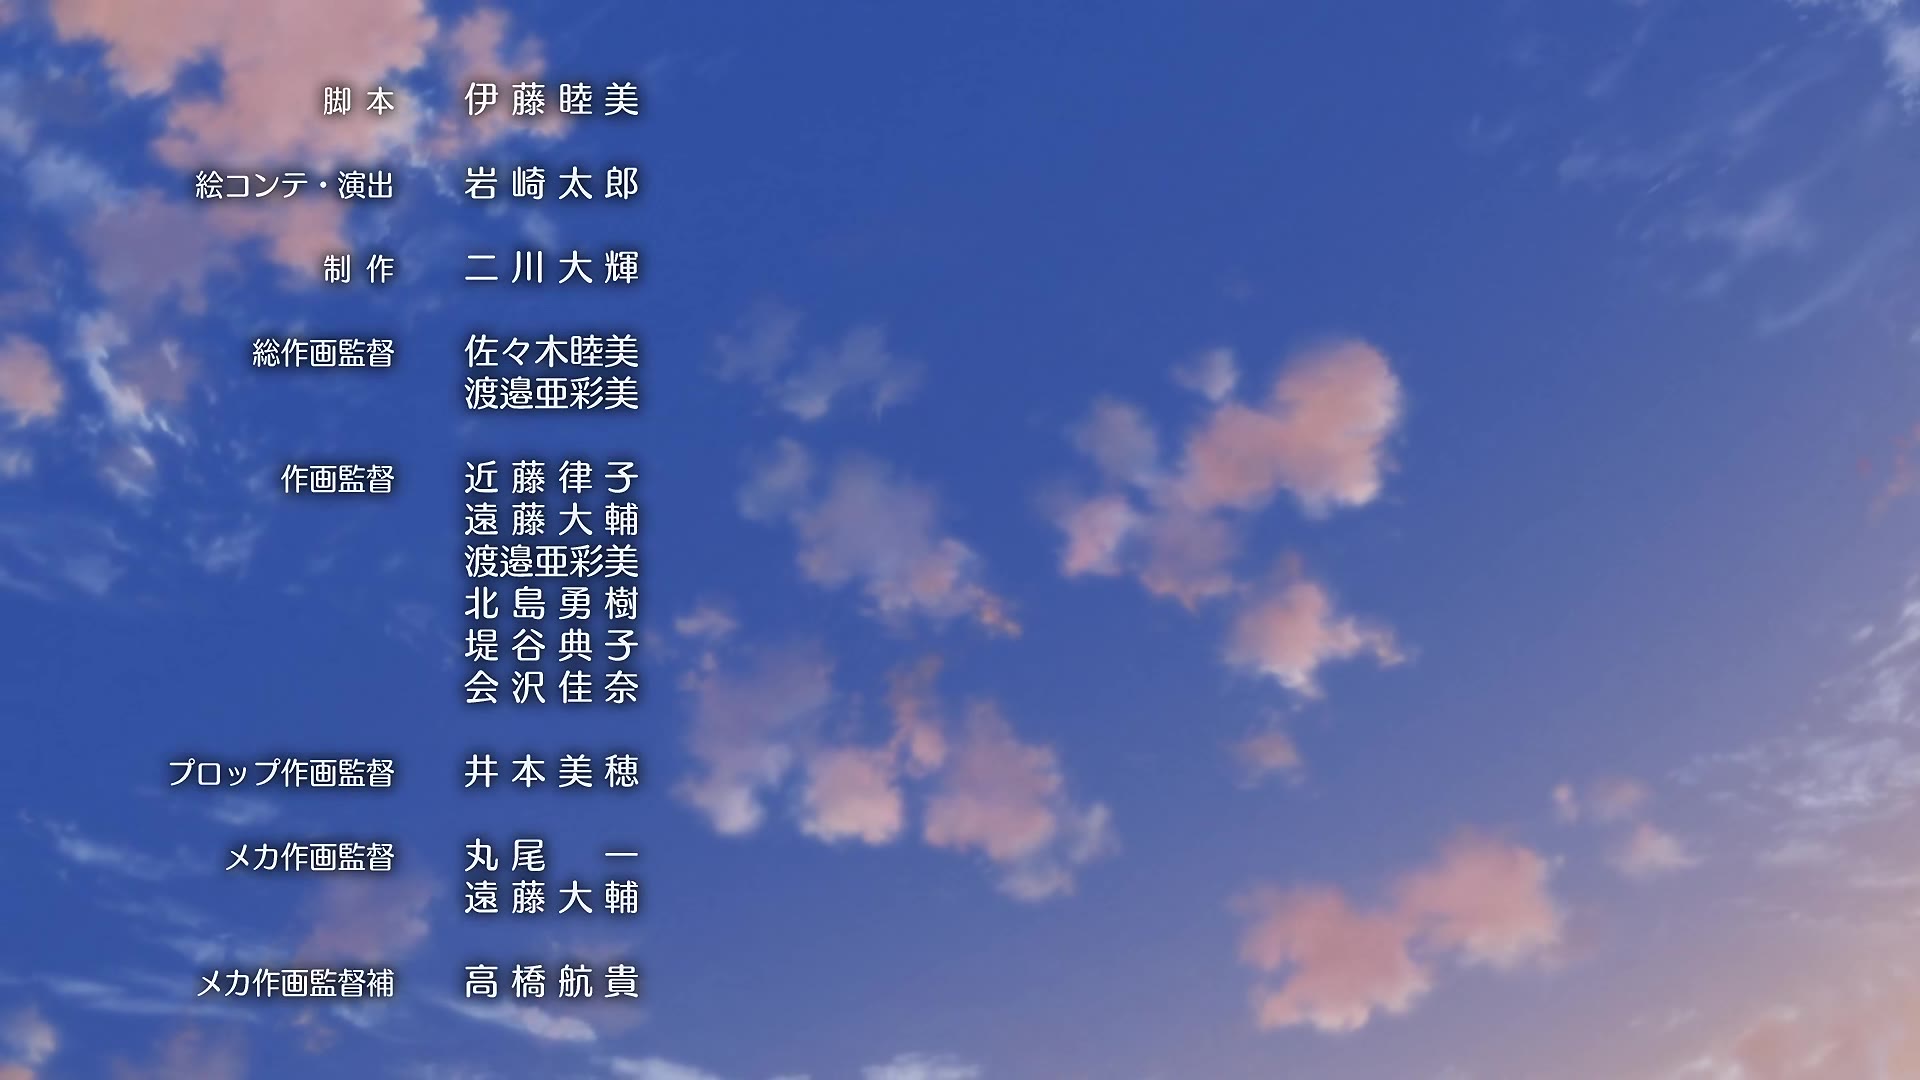 脚本 伊藤睦美
絵コンテ・演出 岩崎太郎
制作 二川大輝
総作画監督 佐々木睦美
渡邉亜彩美
作画監督 近藤律子
遠藤大輔
渡邉亜彩美
北島勇樹
堤谷典子
会沢佳奈
プロップ作画監督 井本美穂
メカ作画監督 丸尾一
遠藤大輔
メカ作画監督補 高橋航貴